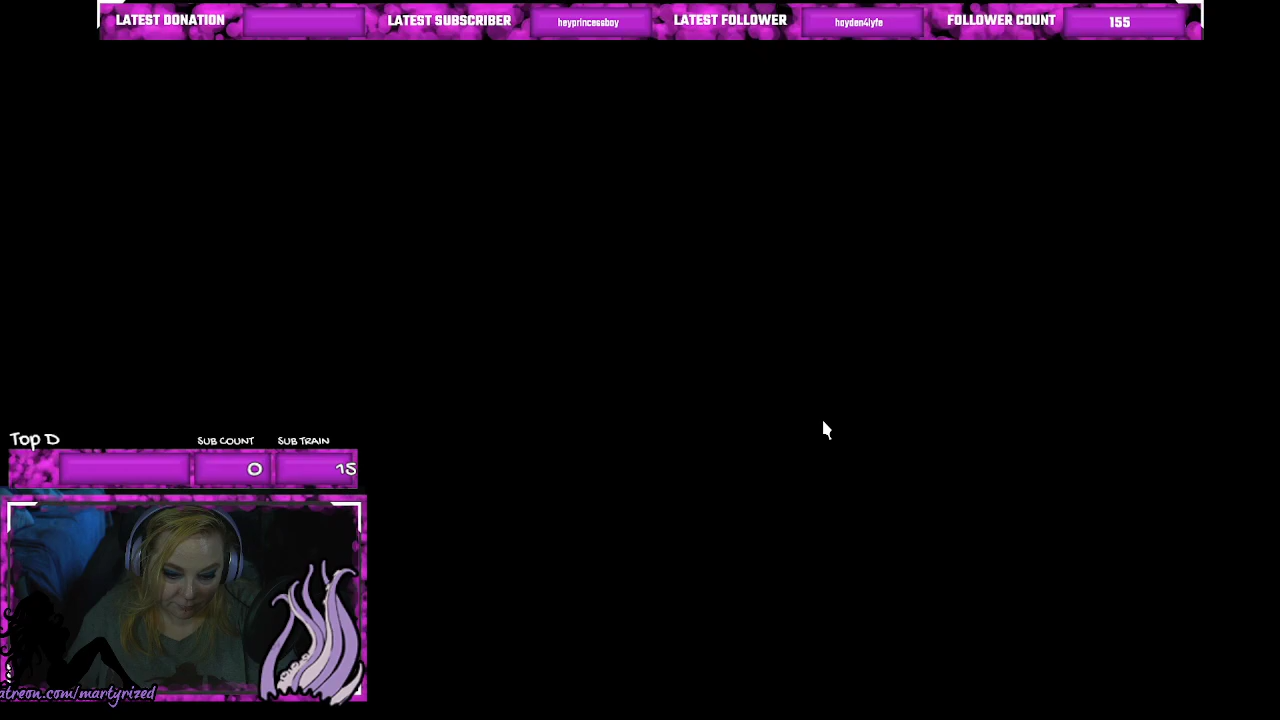 LATEST DONATION
LATEST SUBSCRIBER heyprincessboy
LATEST FOLLOWER hayden4lyfe
FOLLOWER COUNT 155
Top D
SUB COUNT 0
SUB TRAIN 15
atreon.com/martyrized